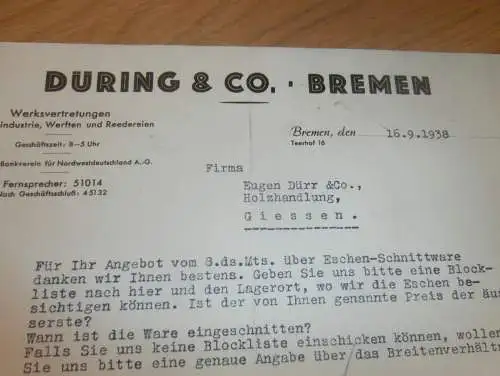 DÜRING & CO. · BREMEN
Werksvertretungen
industrie, Werften und Reedereien
Geschäftszeit: 8—5 Uhr
Bankverein für Nordwestdeutschland A.-G.
Fernsprecher: 51014
Nach Geschäftsschluß: 45132
Bremen, den 16.9.1938
Teerhof 16
Firma
Eugen Dürr &Co.,
Holzhandlung,
Giessen.
Für Ihr Angebot vom 8.ds.Mts. über Eschen-Schnittware
danken wir Ihnen bestens. Geben Sie uns bitte eine Block-
liste nach hier und den Lagerort, wo wir die Eschen be-
sichtigen können. Ist der von Ihnen genannte Preis der äus
serste?
Wann ist die Ware eingeschnitten?
Falls Sie uns keine Blockliste einschicken können, wollen
Sie uns bitte eine genaue Angabe über das Breitenverhält